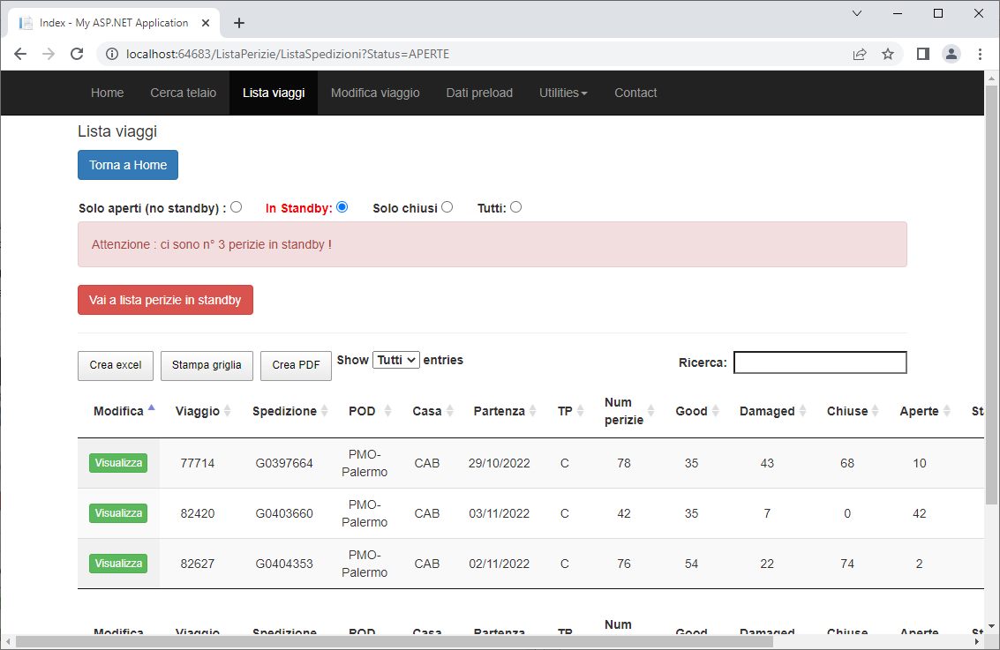 Index - My ASP.NET Application
localhost:64683/ListaPerizie/ListaSpedizioni?Status=APERTE
Home Cerca telaio Lista viaggi Modifica viaggio Dati preload Utilities Contact
Lista viaggi
Torna a Home
Solo aperti (no standby) : In Standby: Solo chiusi Tutti:
Attenzione : ci sono n° 3 perizie in standby !
Vai a lista perizie in standby
Crea excel Stampa griglia Crea PDF Show Tutti entries Ricerca:
Modifica Viaggio Spedizione POD Casa Partenza TP Num perizie Good Damaged Chiuse Aperte
Visualizza 77714 G0397664 PMO-Palermo CAB 29/10/2022 C 78 35 43 68 10
Visualizza 82420 G0403660 PMO-Palermo CAB 03/11/2022 C 42 35 7 0 42
Visualizza 82627 G0404353 PMO-Palermo CAB 02/11/2022 C 76 54 22 74 2
Modifica Viaggio Spedizione POD Casa Partenza TP Num Good Damaged Chiuse Aperte